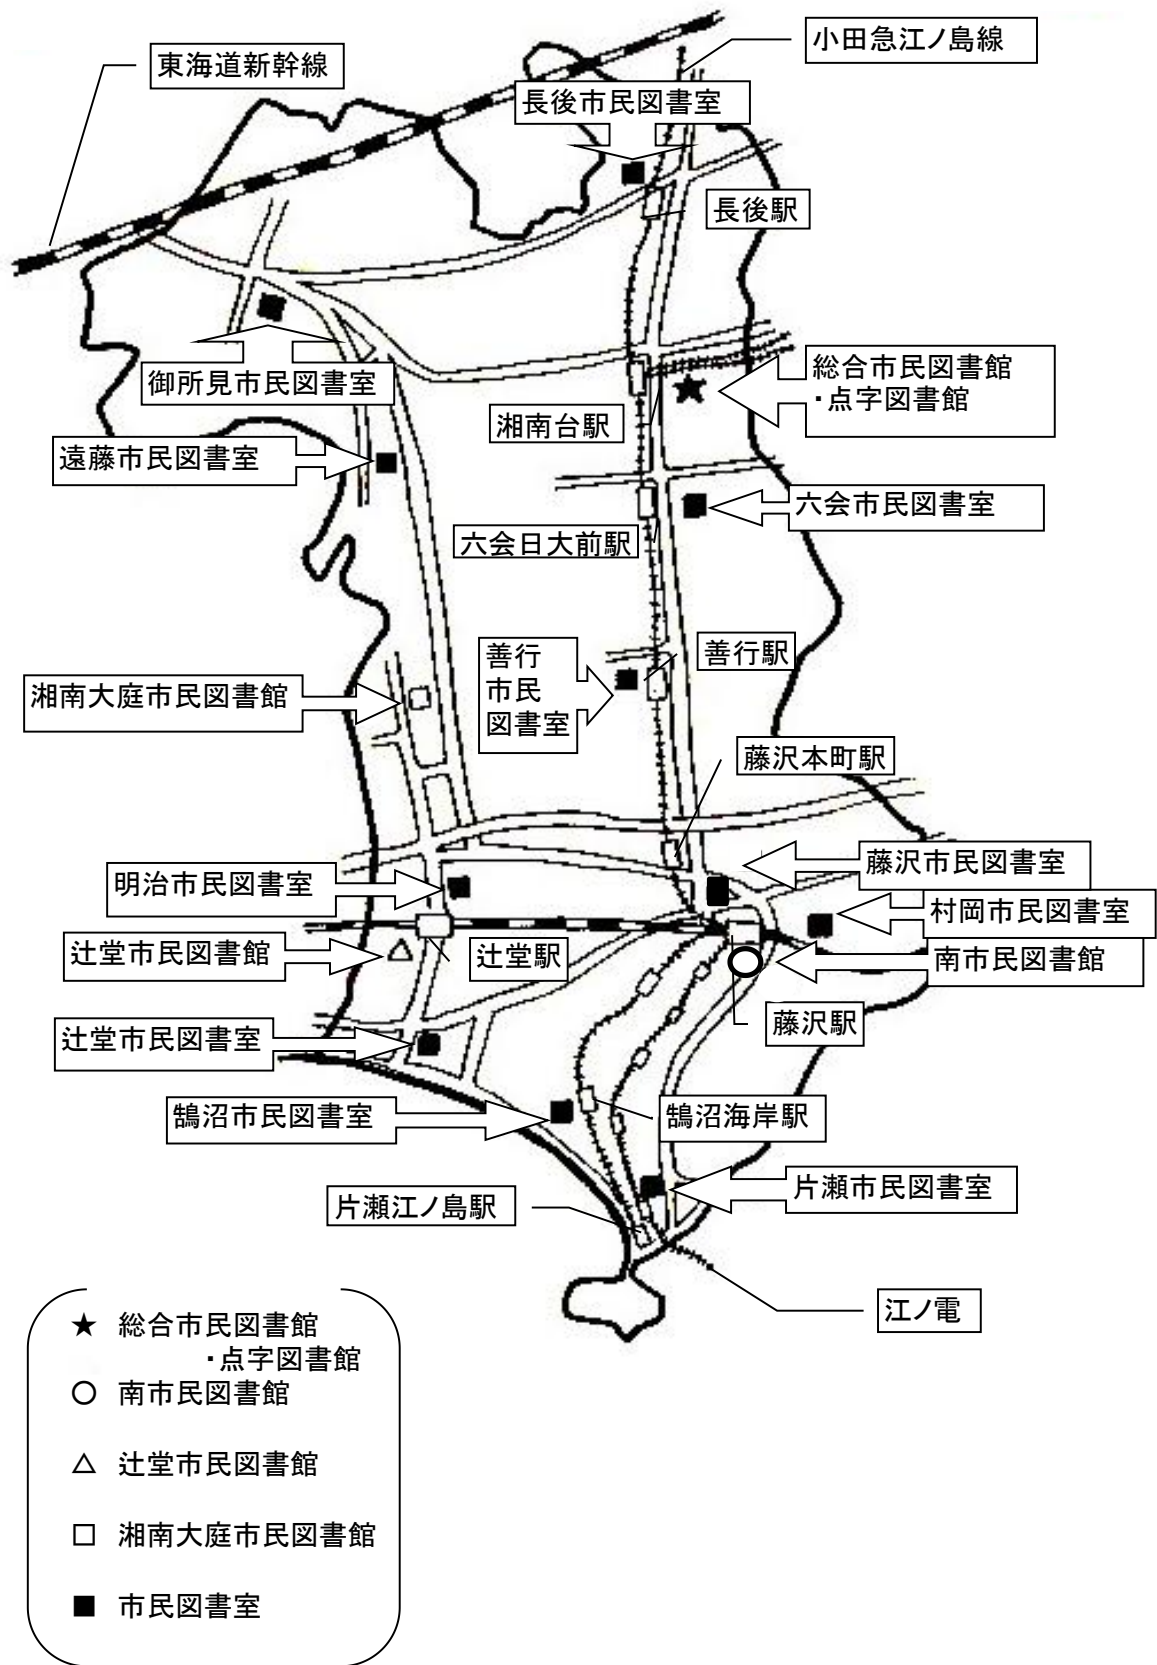 小田急江ノ島線
東海道新幹線
長後市民図書室
長後駅
御所見市民図書室
総合市民図書館
・点字図書館
湘南台駅
遠藤市民図書室
六会市民図書室
六会日大前駅
善行
市民
図書室
善行駅
湘南大庭市民図書館
藤沢本町駅
藤沢市民図書室
明治市民図書室
村岡市民図書室
辻堂市民図書館
辻堂駅
南市民図書館
藤沢駅
辻堂市民図書室
鵠沼市民図書室
鵠沼海岸駅
片瀬市民図書室
片瀬江ノ島駅
江ノ電
★ 総合市民図書館
・点字図書館
○ 南市民図書館
△ 辻堂市民図書館
□ 湘南大庭市民図書館
■ 市民図書室